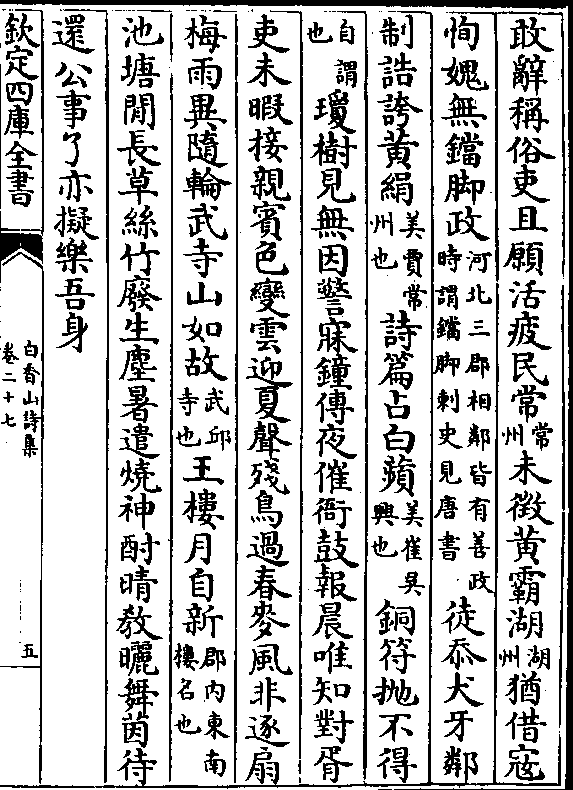 敢辭稱俗吏且願活疲民常常州未徴黄霸湖湖州猶借寇
恂媿無鐺脚政河北三郡相鄰皆有善政時謂鐺脚刺史見唐書徒忝犬牙鄰
制誥誇黄絹美賈常州也詩篇占白蘋美崔吳興也銅符抛不得
自謂也瓊樹見無因警寐鐘傳夜催衙鼓報晨唯知對胥
吏未暇接親賓色變雲迎夏聲殘鳥過春麥風非逐扇
梅雨異隨輪武寺山如故武邱寺也王樓月自新郡内東南樓名也
池塘閒長草絲竹廢生塵暑遣燒神酎晴教曬舞茵待
還公事了亦擬樂吾身
欽定四庫全書
白香山詩集
卷二十七
五